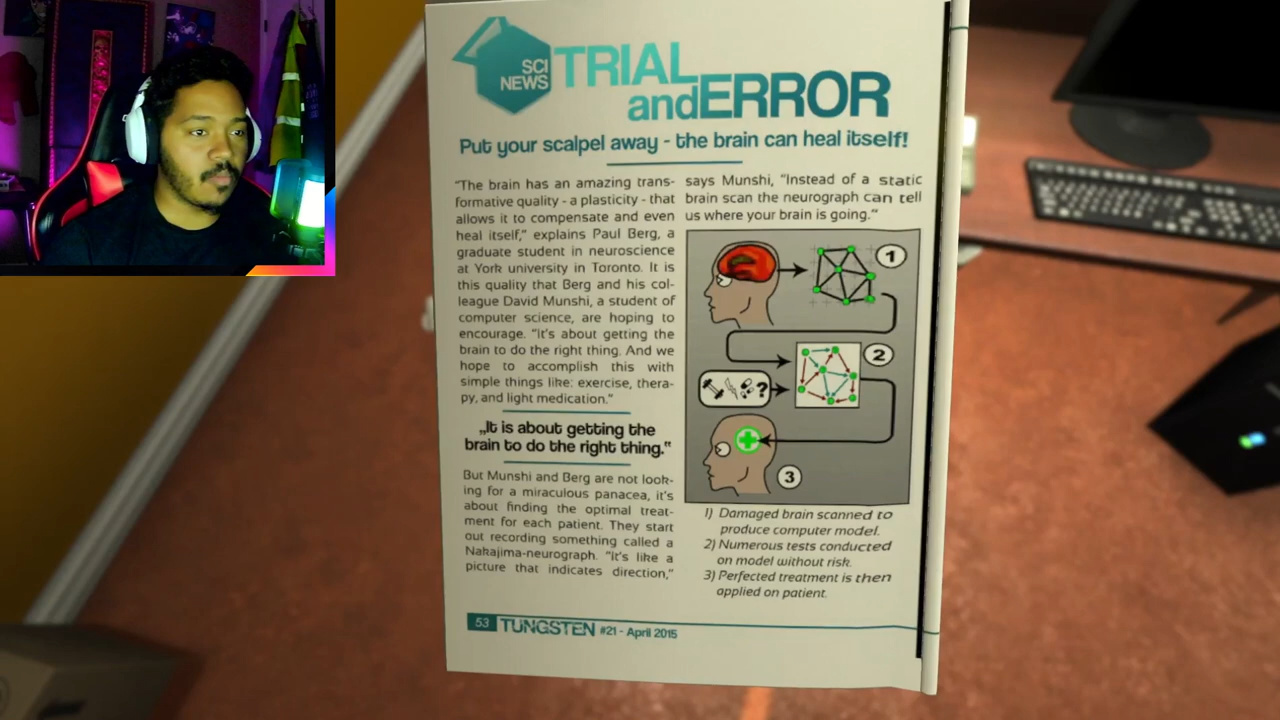 SCI
NEWS
TRIAL
andERROR
Put your scalpel away - the brain can heal itself!
"The brain has an amazing trans-
formative quality - a plasticity - that
allows it to compensate and even
heal itself," explains Paul Berg, a
graduate student in neuroscience
at York university in Toronto. It is
this quality that Berg and his col-
league David Munshi, a student of
computer science, are hoping to
encourage. "It's about getting the
brain to do the right thing. And we
hope to accomplish this with
simple things like: exercise, thera-
py, and light medication."
„It is about getting the
brain to do the right thing."
But Munshi and Berg are not look-
ing for a miraculous panacea, it's
about finding the optimal treat-
ment for each patient. They start
out recording something called a
Nakajima-neurograph. "It's like a
picture that indicates direction,"
says Munshi, "Instead of a static
brain scan the neurograph can tell
us where your brain is going."
1
2
?
3
1) Damaged brain scanned to
produce computer model.
2) Numerous tests conducted
on model without risk.
3) Perfected treatment is then
applied on patient.
53 TUNGSTEN #21 - April 2015